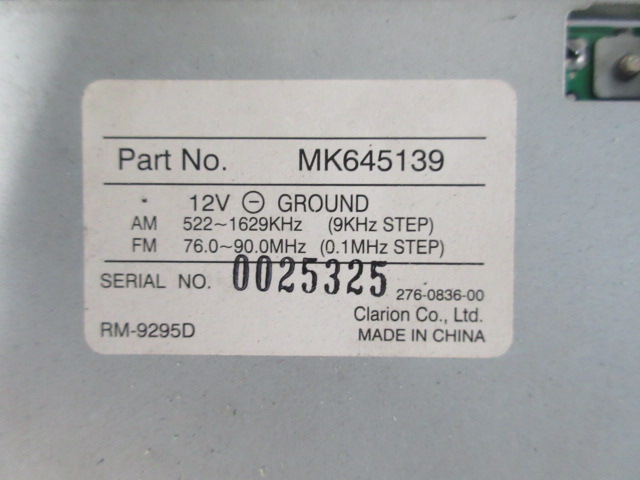 Part No. MK645139
12V ⊖ GROUND
AM 522~1629KHz (9KHz STEP)
FM 76.0~90.0MHz (0.1MHz STEP)
SERIAL NO. 0025325
276-0836-00
Clarion Co., Ltd.
RM-9295D MADE IN CHINA